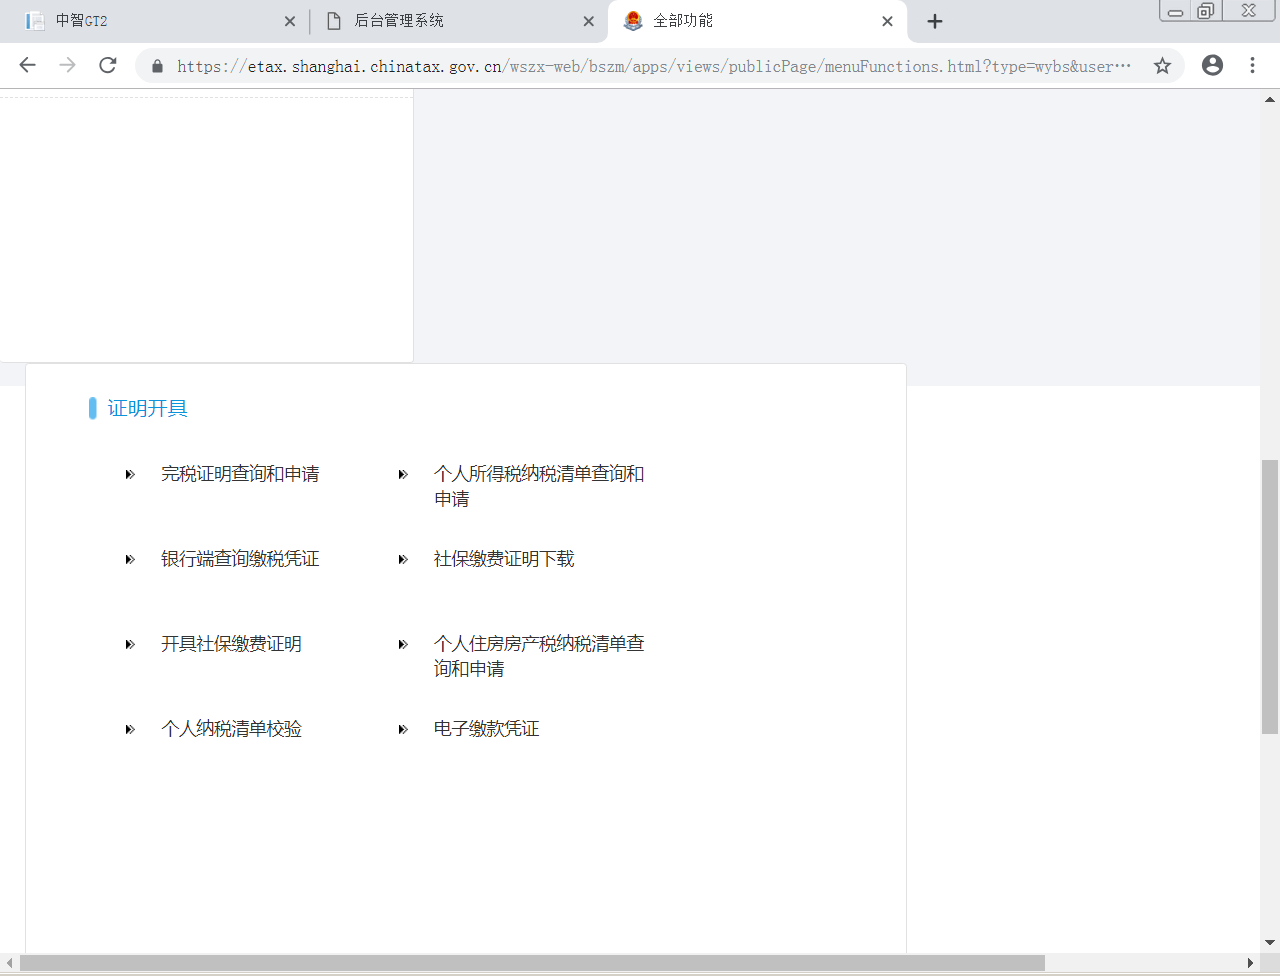 中智GT2
后台管理系统
全部功能
https://etax.shanghai.chinatax.gov.cn/wszx-web/bszm/apps/views/publicPage/menuFunctions.html?type=wybs&user…
证明开具
完税证明查询和申请
个人所得税纳税清单查询和
申请
银行端查询缴税凭证
社保缴费证明下载
开具社保缴费证明
个人住房房产税纳税清单查
询和申请
个人纳税清单校验
电子缴款凭证